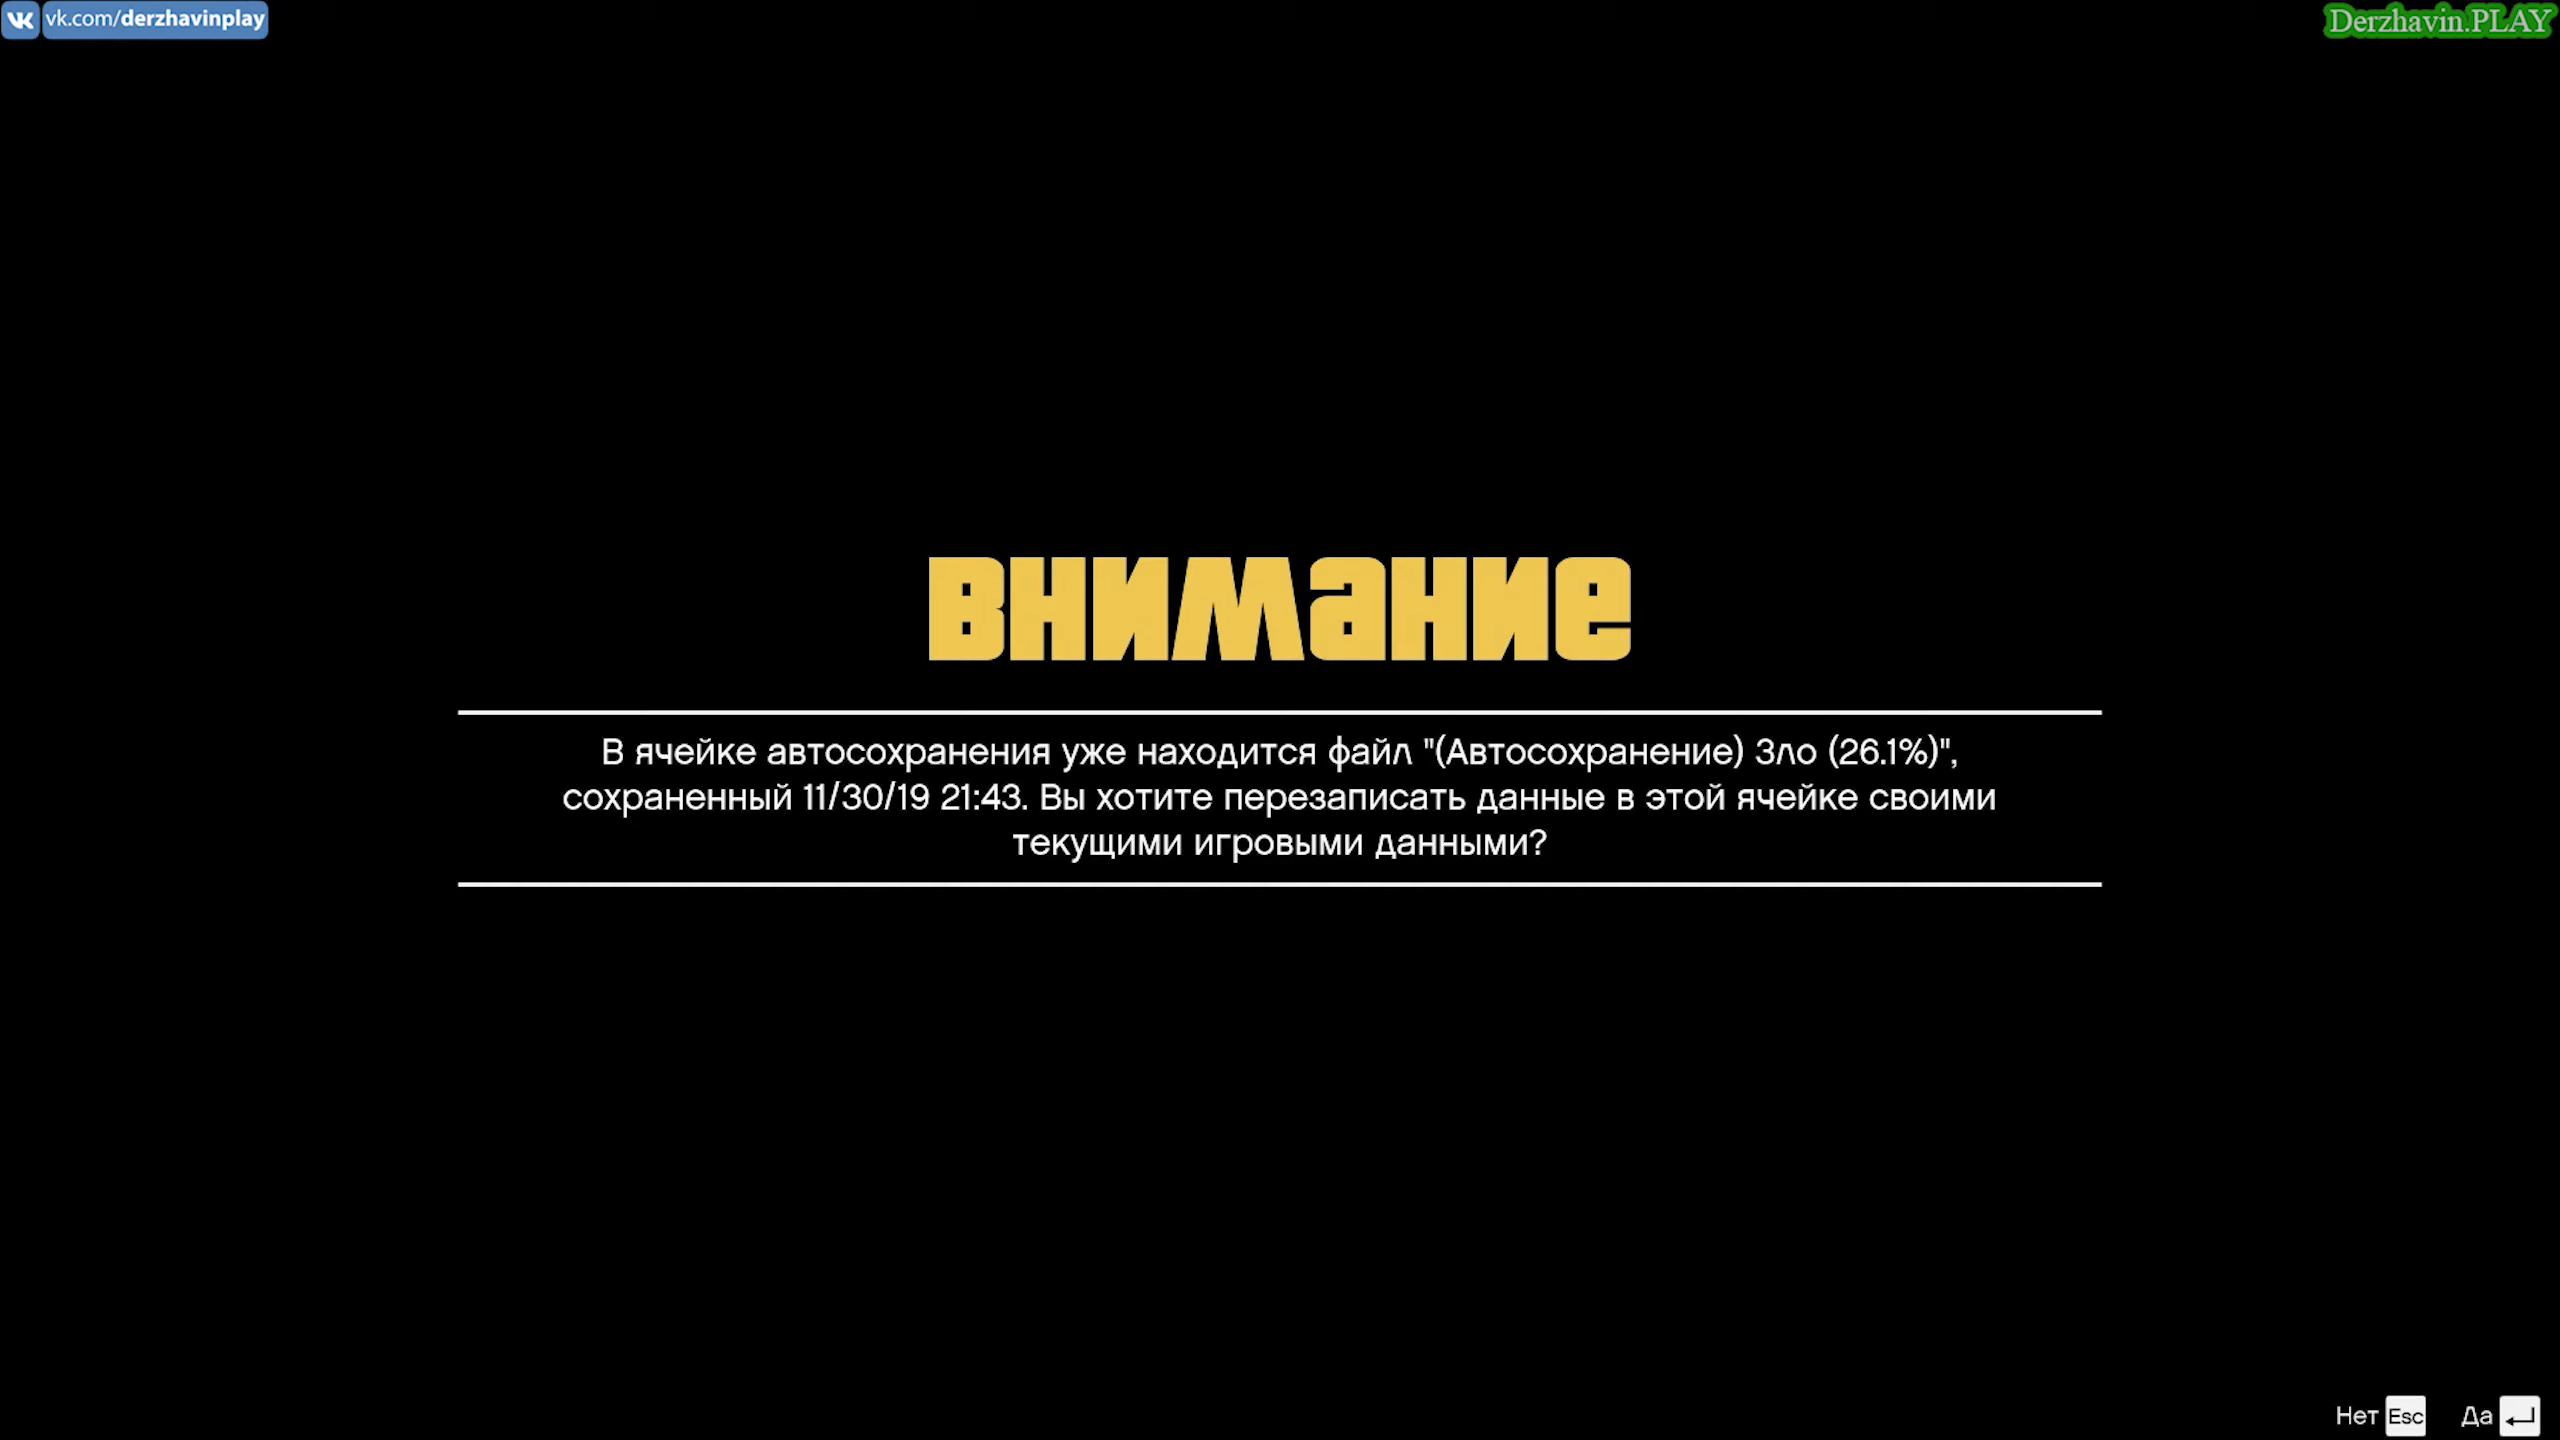 vk.com/derzhavinplay
Derzhavin.PLAY
внимание
В ячейке автосохранения уже находится файл "(Автосохранение) Зло (26.1%)",
сохраненный 11/30/19 21:43. Вы хотите перезаписать данные в этой ячейке своими
текущими игровыми данными?
Нет Esc Да